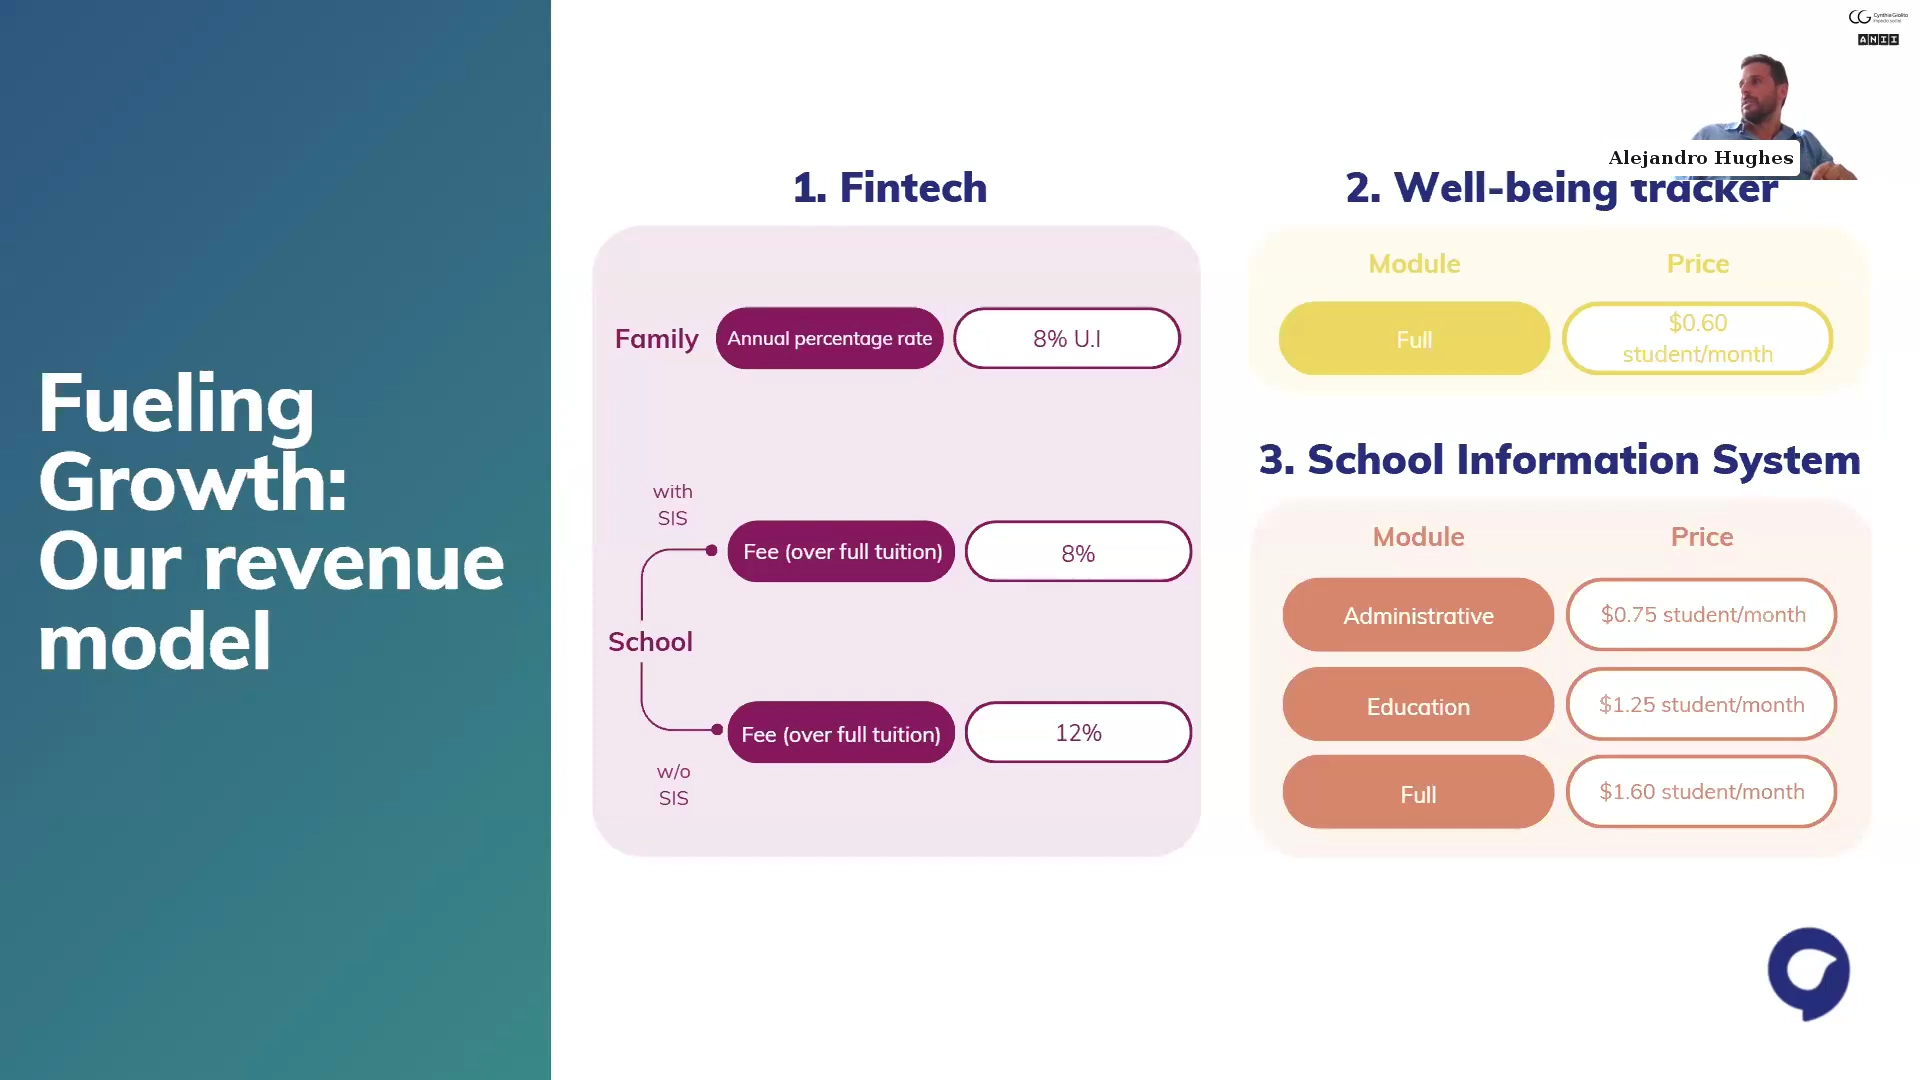 Fueling
Growth:
Our revenue
model
1. Fintech
Family
Annual percentage rate
8% U.I
with
SIS
Fee (over full tuition)
8%
School
Fee (over full tuition)
12%
w/o
SIS
CG
ANII
Alejandro Hughes
2. Well-being tracker
Module
Price
Full
$0.60
student/month
3. School Information System
Module
Price
Administrative
$0.75 student/month
Education
$1.25 student/month
Full
$1.60 student/month